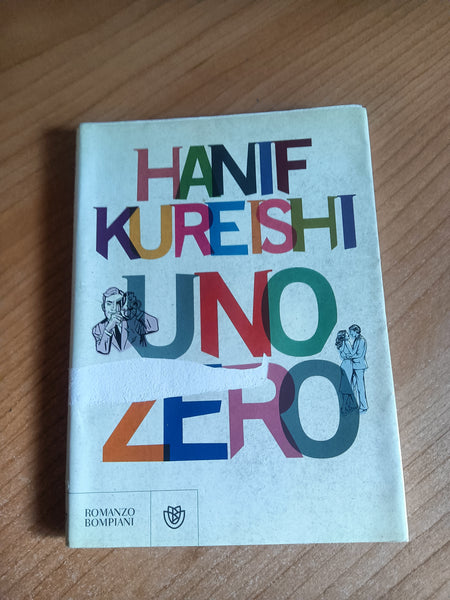 HANIF
KUREISHI
UNO
ZERO
ROMANZO
BOMPIANI